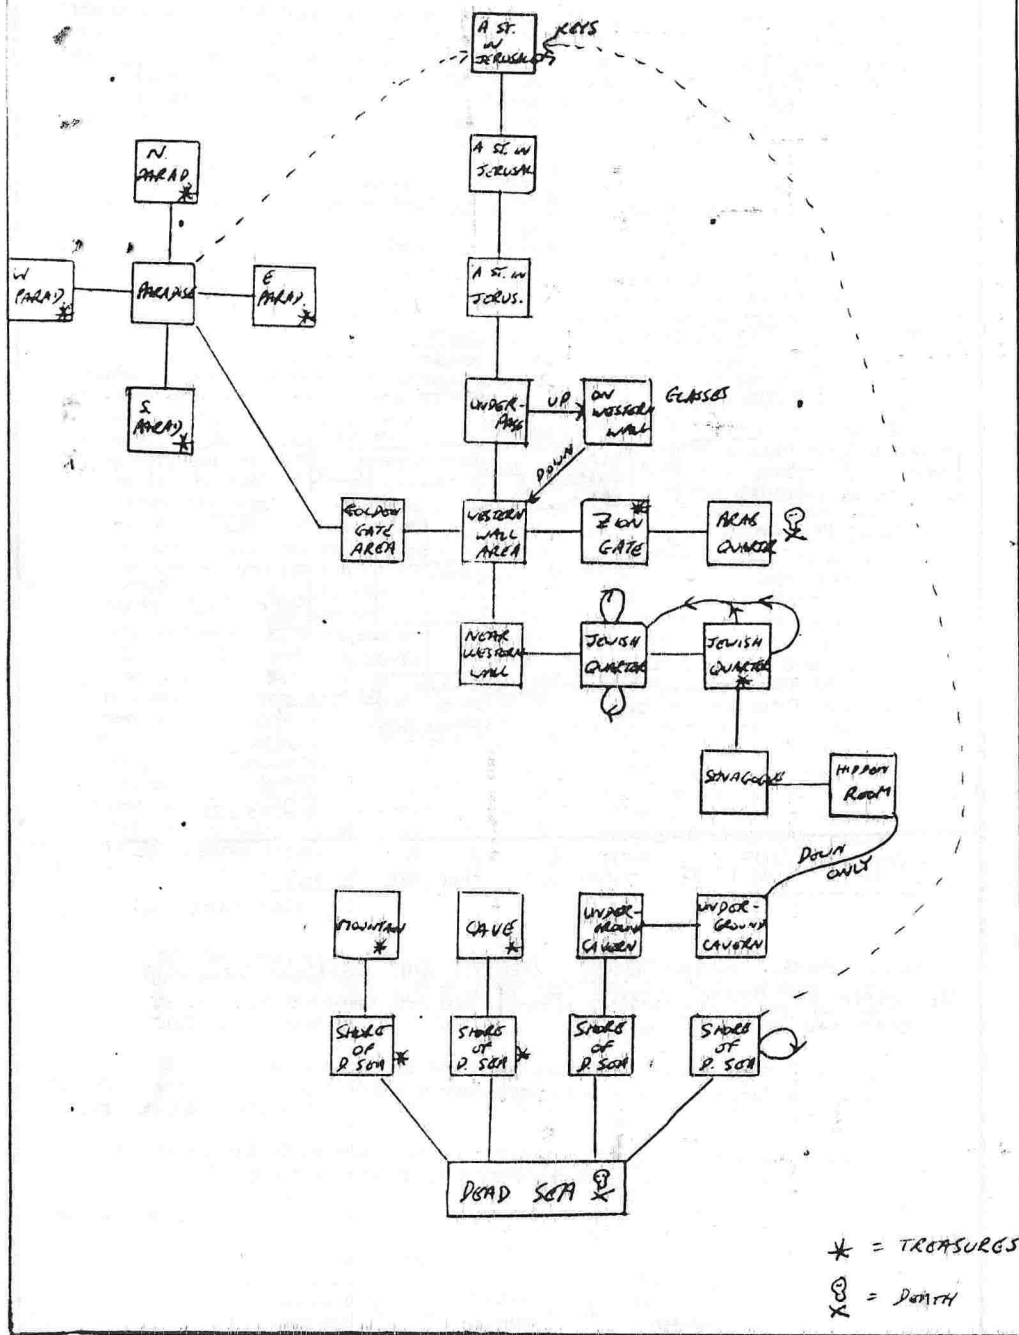 A ST.
IN
JERUSALEM
KEYS
A ST. IN
JERUSAL
N.
PARAD.
A ST. IN
JERUS.
W
PARAD.
PARADISE
E
PARAD.
S.
PARAD.
UNDER-
PASS
UP
ON
WESTERN
WALL
GLASSES
DOWN
GOLDEN
GATE
AREA
WESTERN
WALL
AREA
ZION
GATE
ARAB
QUARTER
NEAR
WESTERN
WALL
JEWISH
QUARTER
JEWISH
QUARTER
SYNAGOGUE
HIDDEN
ROOM
DOWN
ONLY
MOUNTAIN
CAVE
UNDER-
GROUND
CAVERN
UNDER-
GROUND
CAVERN
SHORE
OF
D. SEA
SHORE
OF
D. SEA
SHORE
OF
D. SEA
SHORE
OF
D. SEA
DEAD SEA
* = TREASURES
= DEATH